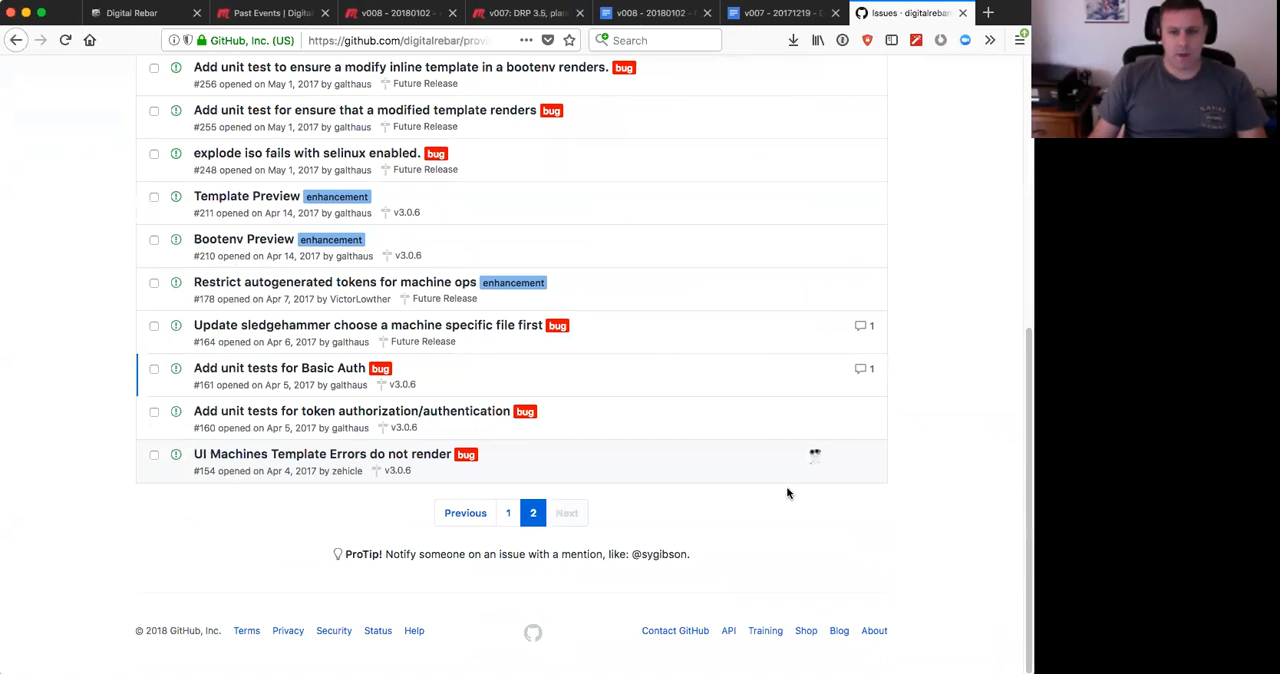 Digital Rebar
Past Events | Digita
v008 - 20180102 -
v007: DRP 3.5, pla
v008 - 20180102 -
v007 - 20171219 -
Issues · digitalrebar
GitHub, Inc. (US)
https://github.com/digitalrebar/prov
Search
Add unit test to ensure a modify inline template in a bootenv renders. bug
#256 opened on May 1, 2017 by galthaus Future Release
Add unit test for ensure that a modified template renders bug
#255 opened on May 1, 2017 by galthaus Future Release
explode iso fails with selinux enabled. bug
#248 opened on May 1, 2017 by galthaus Future Release
Template Preview enhancement
#211 opened on Apr 14, 2017 by galthaus v3.0.6
Bootenv Preview enhancement
#210 opened on Apr 14, 2017 by galthaus v3.0.6
Restrict autogenerated tokens for machine ops enhancement
#178 opened on Apr 7, 2017 by VictorLowther Future Release
Update sledgehammer choose a machine specific file first bug 1
#164 opened on Apr 6, 2017 by galthaus Future Release
Add unit tests for Basic Auth bug 1
#161 opened on Apr 5, 2017 by galthaus v3.0.6
Add unit tests for token authorization/authentication bug
#160 opened on Apr 5, 2017 by galthaus v3.0.6
UI Machines Template Errors do not render bug
#154 opened on Apr 4, 2017 by zehicle v3.0.6
Previous 1 2 Next
ProTip! Notify someone on an issue with a mention, like: @sygibson.
© 2018 GitHub, Inc. Terms Privacy Security Status Help
Contact GitHub API Training Shop Blog About